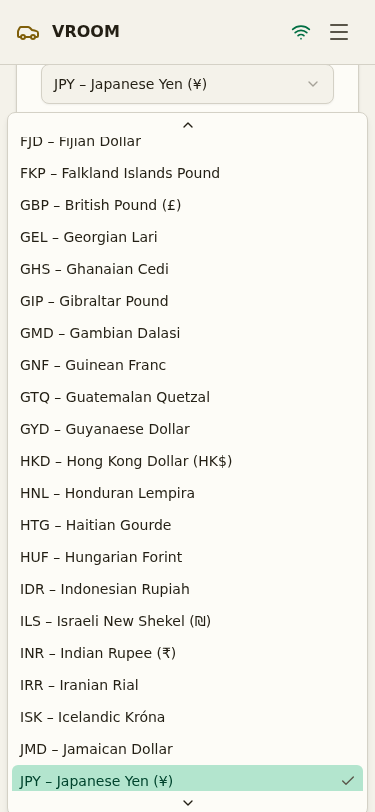 VROOM
JPY – Japanese Yen (¥)
FJD – Fijian Dollar
FKP – Falkland Islands Pound
GBP – British Pound (£)
GEL – Georgian Lari
GHS – Ghanaian Cedi
GIP – Gibraltar Pound
GMD – Gambian Dalasi
GNF – Guinean Franc
GTQ – Guatemalan Quetzal
GYD – Guyanaese Dollar
HKD – Hong Kong Dollar (HK$)
HNL – Honduran Lempira
HTG – Haitian Gourde
HUF – Hungarian Forint
IDR – Indonesian Rupiah
ILS – Israeli New Shekel (₪)
INR – Indian Rupee (₹)
IRR – Iranian Rial
ISK – Icelandic Króna
JMD – Jamaican Dollar
JPY – Japanese Yen (¥)